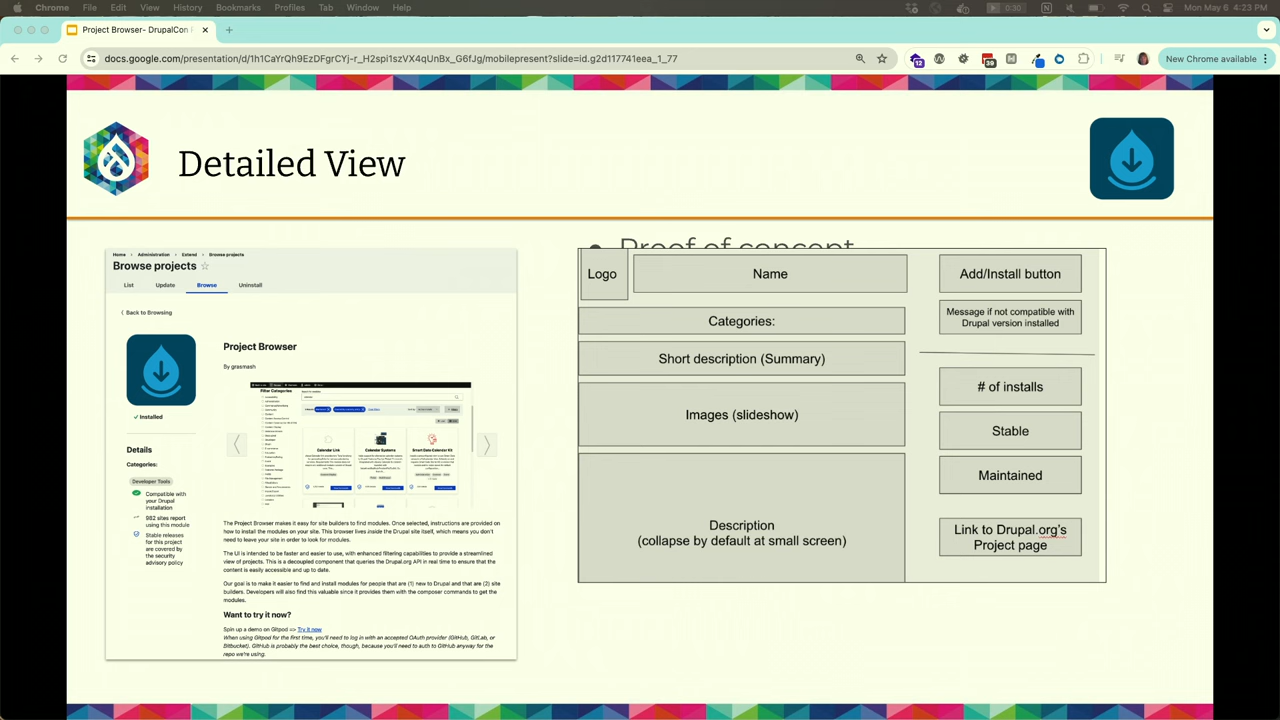 Chrome File Edit View History Bookmarks Profiles Tab Window Help
0:30
Mon May 6 4:23 PM
Project Browser- DrupalCon
docs.google.com/presentation/d/1h1CaYrOh9EzDFgrCYj-r_H2spi1szVX4qUnBx_G6fJg/mobilepresent?slide=id.g2d117741eea_1_77
12
39
New Chrome available
Detailed View
Proof of concept
Home › Administration › Extend › Browse projects
Browse projects
List Update Browse Uninstall
Back to Browsing
Project Browser
By grasmash
Installed
Details
Categories:
Developer Tools
Compatible with
your Drupal
installation
982 sites report
using this module
Stable releases
for this project
are covered by
the security
advisory policy
Filter Categories
Calendar Link
Calendar Systems
Smart Date Calendar Kit
The Project Browser makes it easy for site builders to find modules. Once selected, instructions are provided on
how to install the modules on your site. This browser lives inside the Drupal site itself, which means you don't
need to leave your site in order to look for modules.
The UI is intended to be faster and easier to use, with enhanced filtering capabilities to provide a streamlined
view of projects. This is a decoupled component that queries the Drupal.org API in real time to ensure that the
content is easily accessible and up to date.
Our goal is to make it easier to find and install modules for people that are (1) new to Drupal and that are (2) site
builders. Developers will also find this valuable since it provides them with the composer commands to get the
modules.
Want to try it now?
Spin up a demo on Gitpod => Try it now
When using Gitpod for the first time, you'll need to log in with an accepted OAuth provider (GitHub, GitLab, or
Bitbucket). GitHub is probably the best choice, though, because you'll need to auth to GitHub anyway for the
repo we're using.
Logo
Name
Categories:
Short description (Summary)
Images (slideshow)
Description
(collapse by default at small screen)
Add/Install button
Message if not compatible with
Drupal version installed
# of installs
Stable
Maintained
Link to Drupal.org's
Project page